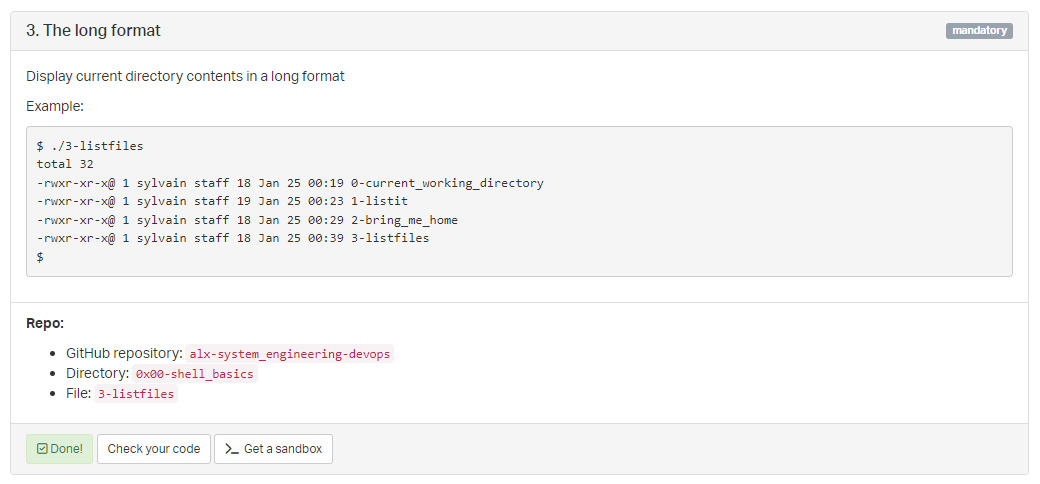 3. The long format
mandatory
Display current directory contents in a long format
Example:
$ ./3-listfiles
total 32
-rwxr-xr-x@ 1 sylvain staff 18 Jan 25 00:19 0-current_working_directory
-rwxr-xr-x@ 1 sylvain staff 19 Jan 25 00:23 1-listit
-rwxr-xr-x@ 1 sylvain staff 18 Jan 25 00:29 2-bring_me_home
-rwxr-xr-x@ 1 sylvain staff 18 Jan 25 00:39 3-listfiles
$
Repo:
• GitHub repository: alx-system_engineering-devops
• Directory: 0x00-shell_basics
• File: 3-listfiles
Done! Check your code >_ Get a sandbox